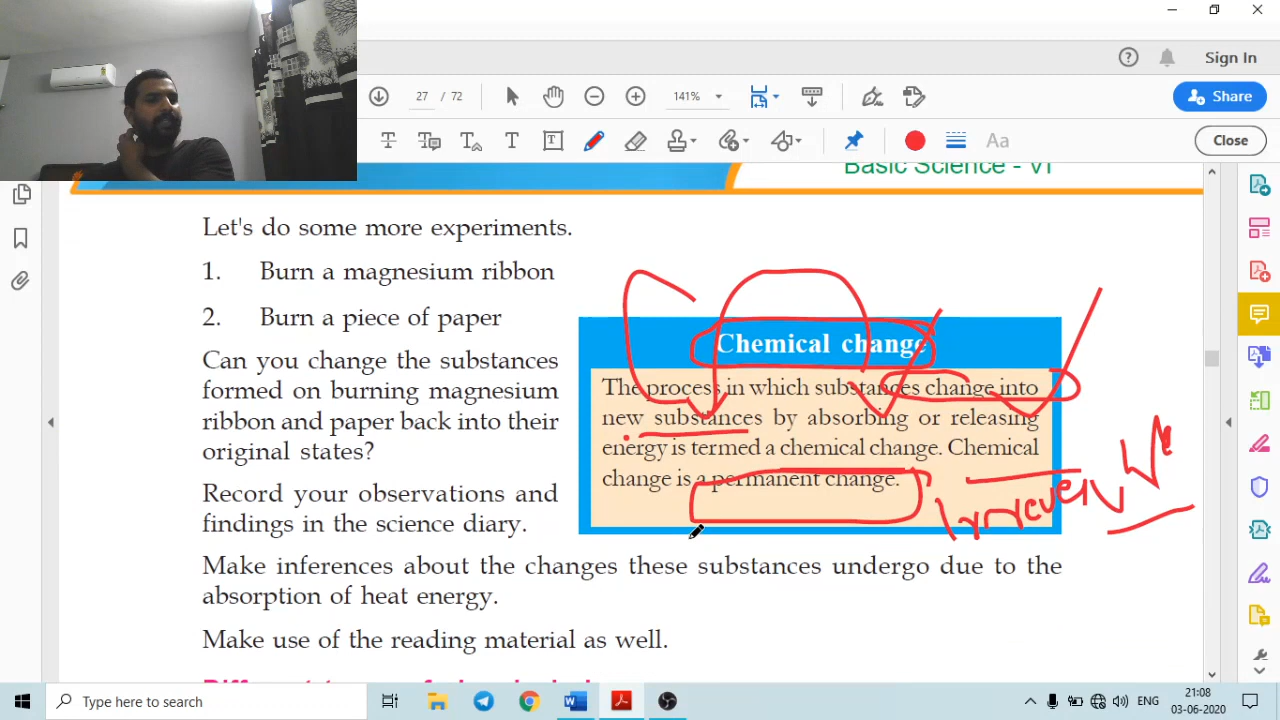 Sign In
27 / 72
141%
Share
Close
Basic Science - VI
Let's do some more experiments.
1. Burn a magnesium ribbon
2. Burn a piece of paper
Can you change the substances
formed on burning magnesium
ribbon and paper back into their
original states?
Record your observations and
findings in the science diary.
Chemical change
The process in which substances change into
new substances by absorbing or releasing
energy is termed a chemical change. Chemical
change is a permanent change.
Make inferences about the changes these substances undergo due to the
absorption of heat energy.
Make use of the reading material as well.
Type here to search
ENG
21:08
03-06-2020